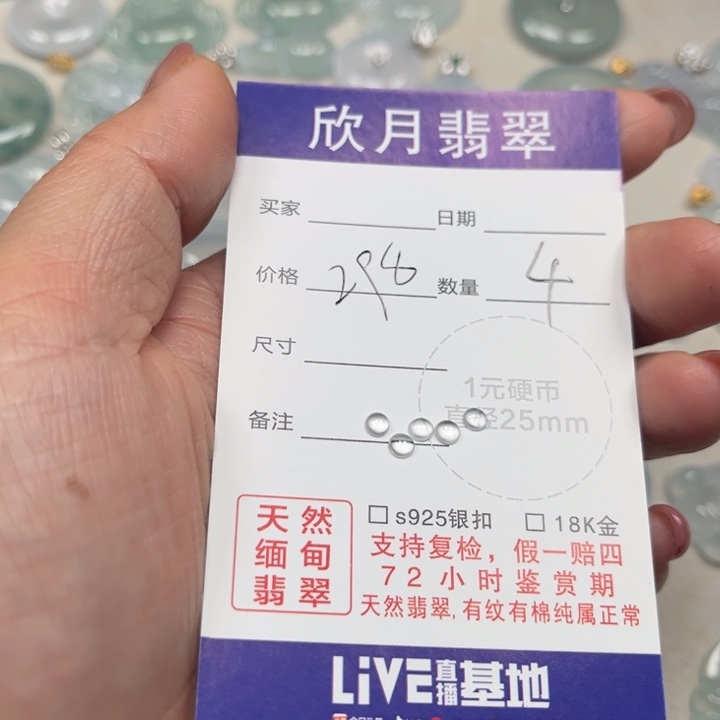 欣月翡翠
买家 日期
价格 298 数量 4
尺寸
1元硬币
备注 直径25mm
天然
缅甸
翡翠
□ s925银扣 □ 18K金
支持复检，假一赔四
72小时鉴赏期
天然翡翠，有纹有棉纯属正常
LiVE直播基地